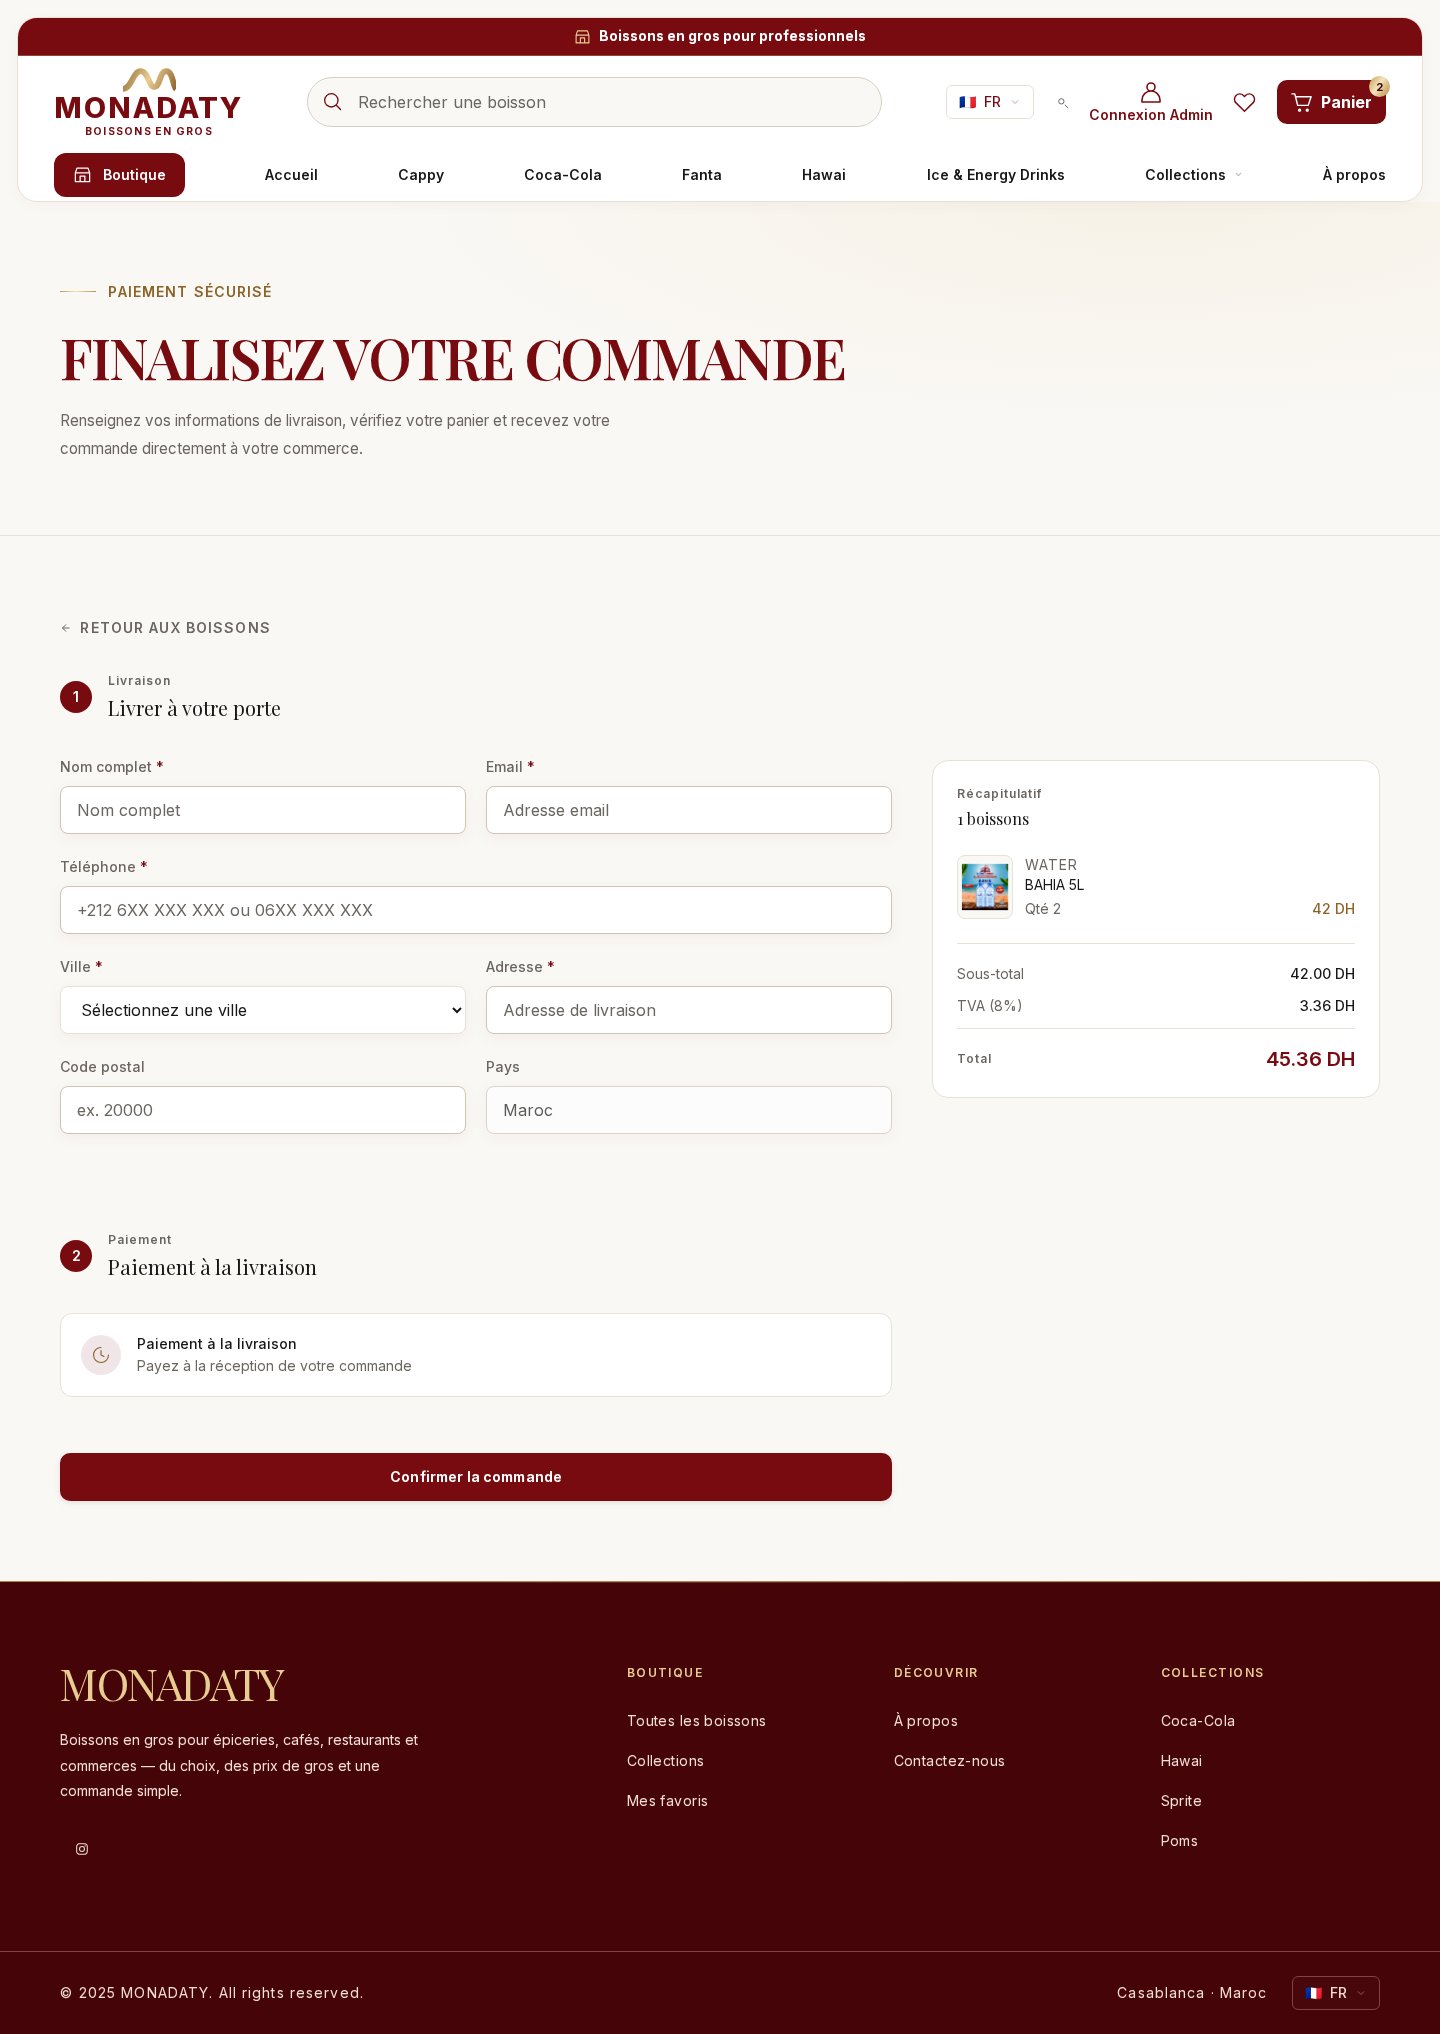 Boissons en gros pour professionnels
MONADATY
BOISSONS EN GROS
Rechercher une boisson
FR
Connexion Admin
Panier
2
Boutique
Accueil
Cappy
Coca-Cola
Fanta
Hawai
Ice & Energy Drinks
Collections
À propos
PAIEMENT SÉCURISÉ
FINALISEZ VOTRE COMMANDE
Renseignez vos informations de livraison, vérifiez votre panier et recevez votre
commande directement à votre commerce.
RETOUR AUX BOISSONS
1
Livraison
Livrer à votre porte
Nom complet *
Email *
Nom complet
Adresse email
Téléphone *
+212 6XX XXX XXX ou 06XX XXX XXX
Ville *
Adresse *
Sélectionnez une ville
Adresse de livraison
Code postal
Pays
ex. 20000
Maroc
Récapitulatif
1 boissons
WATER
BAHIA 5L
Qté 2
42 DH
Sous-total
42.00 DH
TVA (8%)
3.36 DH
Total
45.36 DH
2
Paiement
Paiement à la livraison
Paiement à la livraison
Payez à la réception de votre commande
Confirmer la commande
MONADATY
Boissons en gros pour épiceries, cafés, restaurants et
commerces — du choix, des prix de gros et une
commande simple.
BOUTIQUE
Toutes les boissons
Collections
Mes favoris
DÉCOUVRIR
À propos
Contactez-nous
COLLECTIONS
Coca-Cola
Hawai
Sprite
Poms
© 2025 MONADATY. All rights reserved.
Casablanca · Maroc
FR